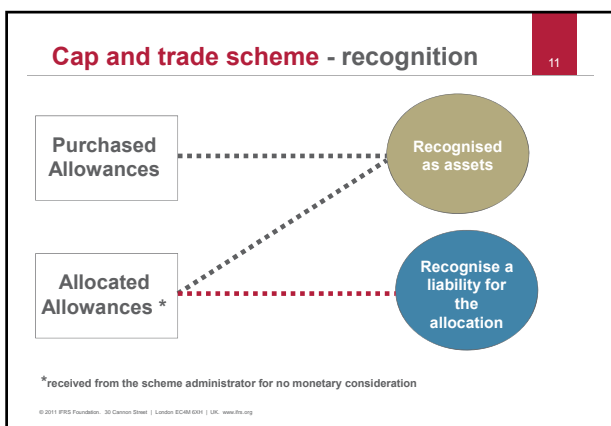 Cap and trade scheme - recognition
11
Purchased
Allowances
Recognised
as assets
Allocated
Allowances *
Recognise a
liability for
the
allocation
*received from the scheme administrator for no monetary consideration
© 2011 IFRS Foundation. 30 Cannon Street | London EC4M 6XH | UK. www.ifrs.org